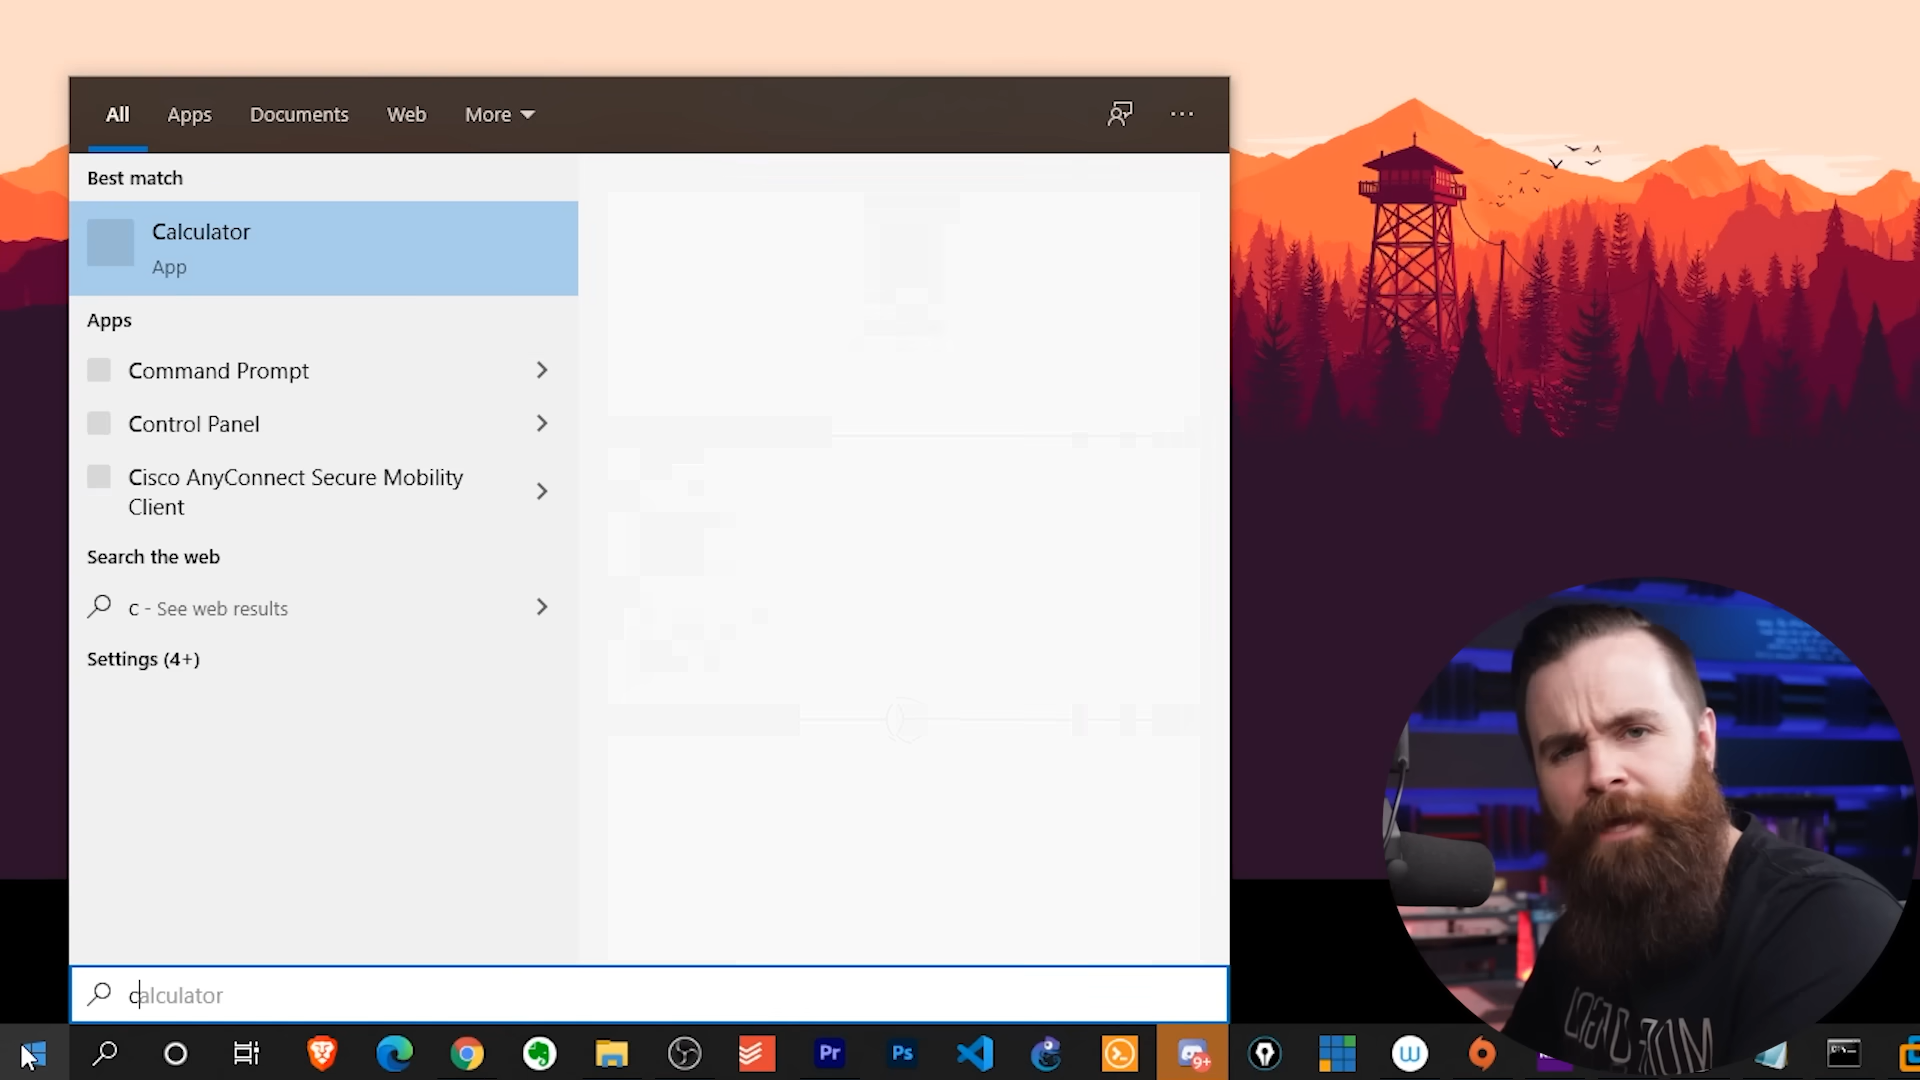 All Apps Documents Web More
Best match
Calculator
App
Apps
Command Prompt
Control Panel
Cisco AnyConnect Secure Mobility
Client
Search the web
c - See web results
Settings (4+)
calculator
Pr Ps 9+ W